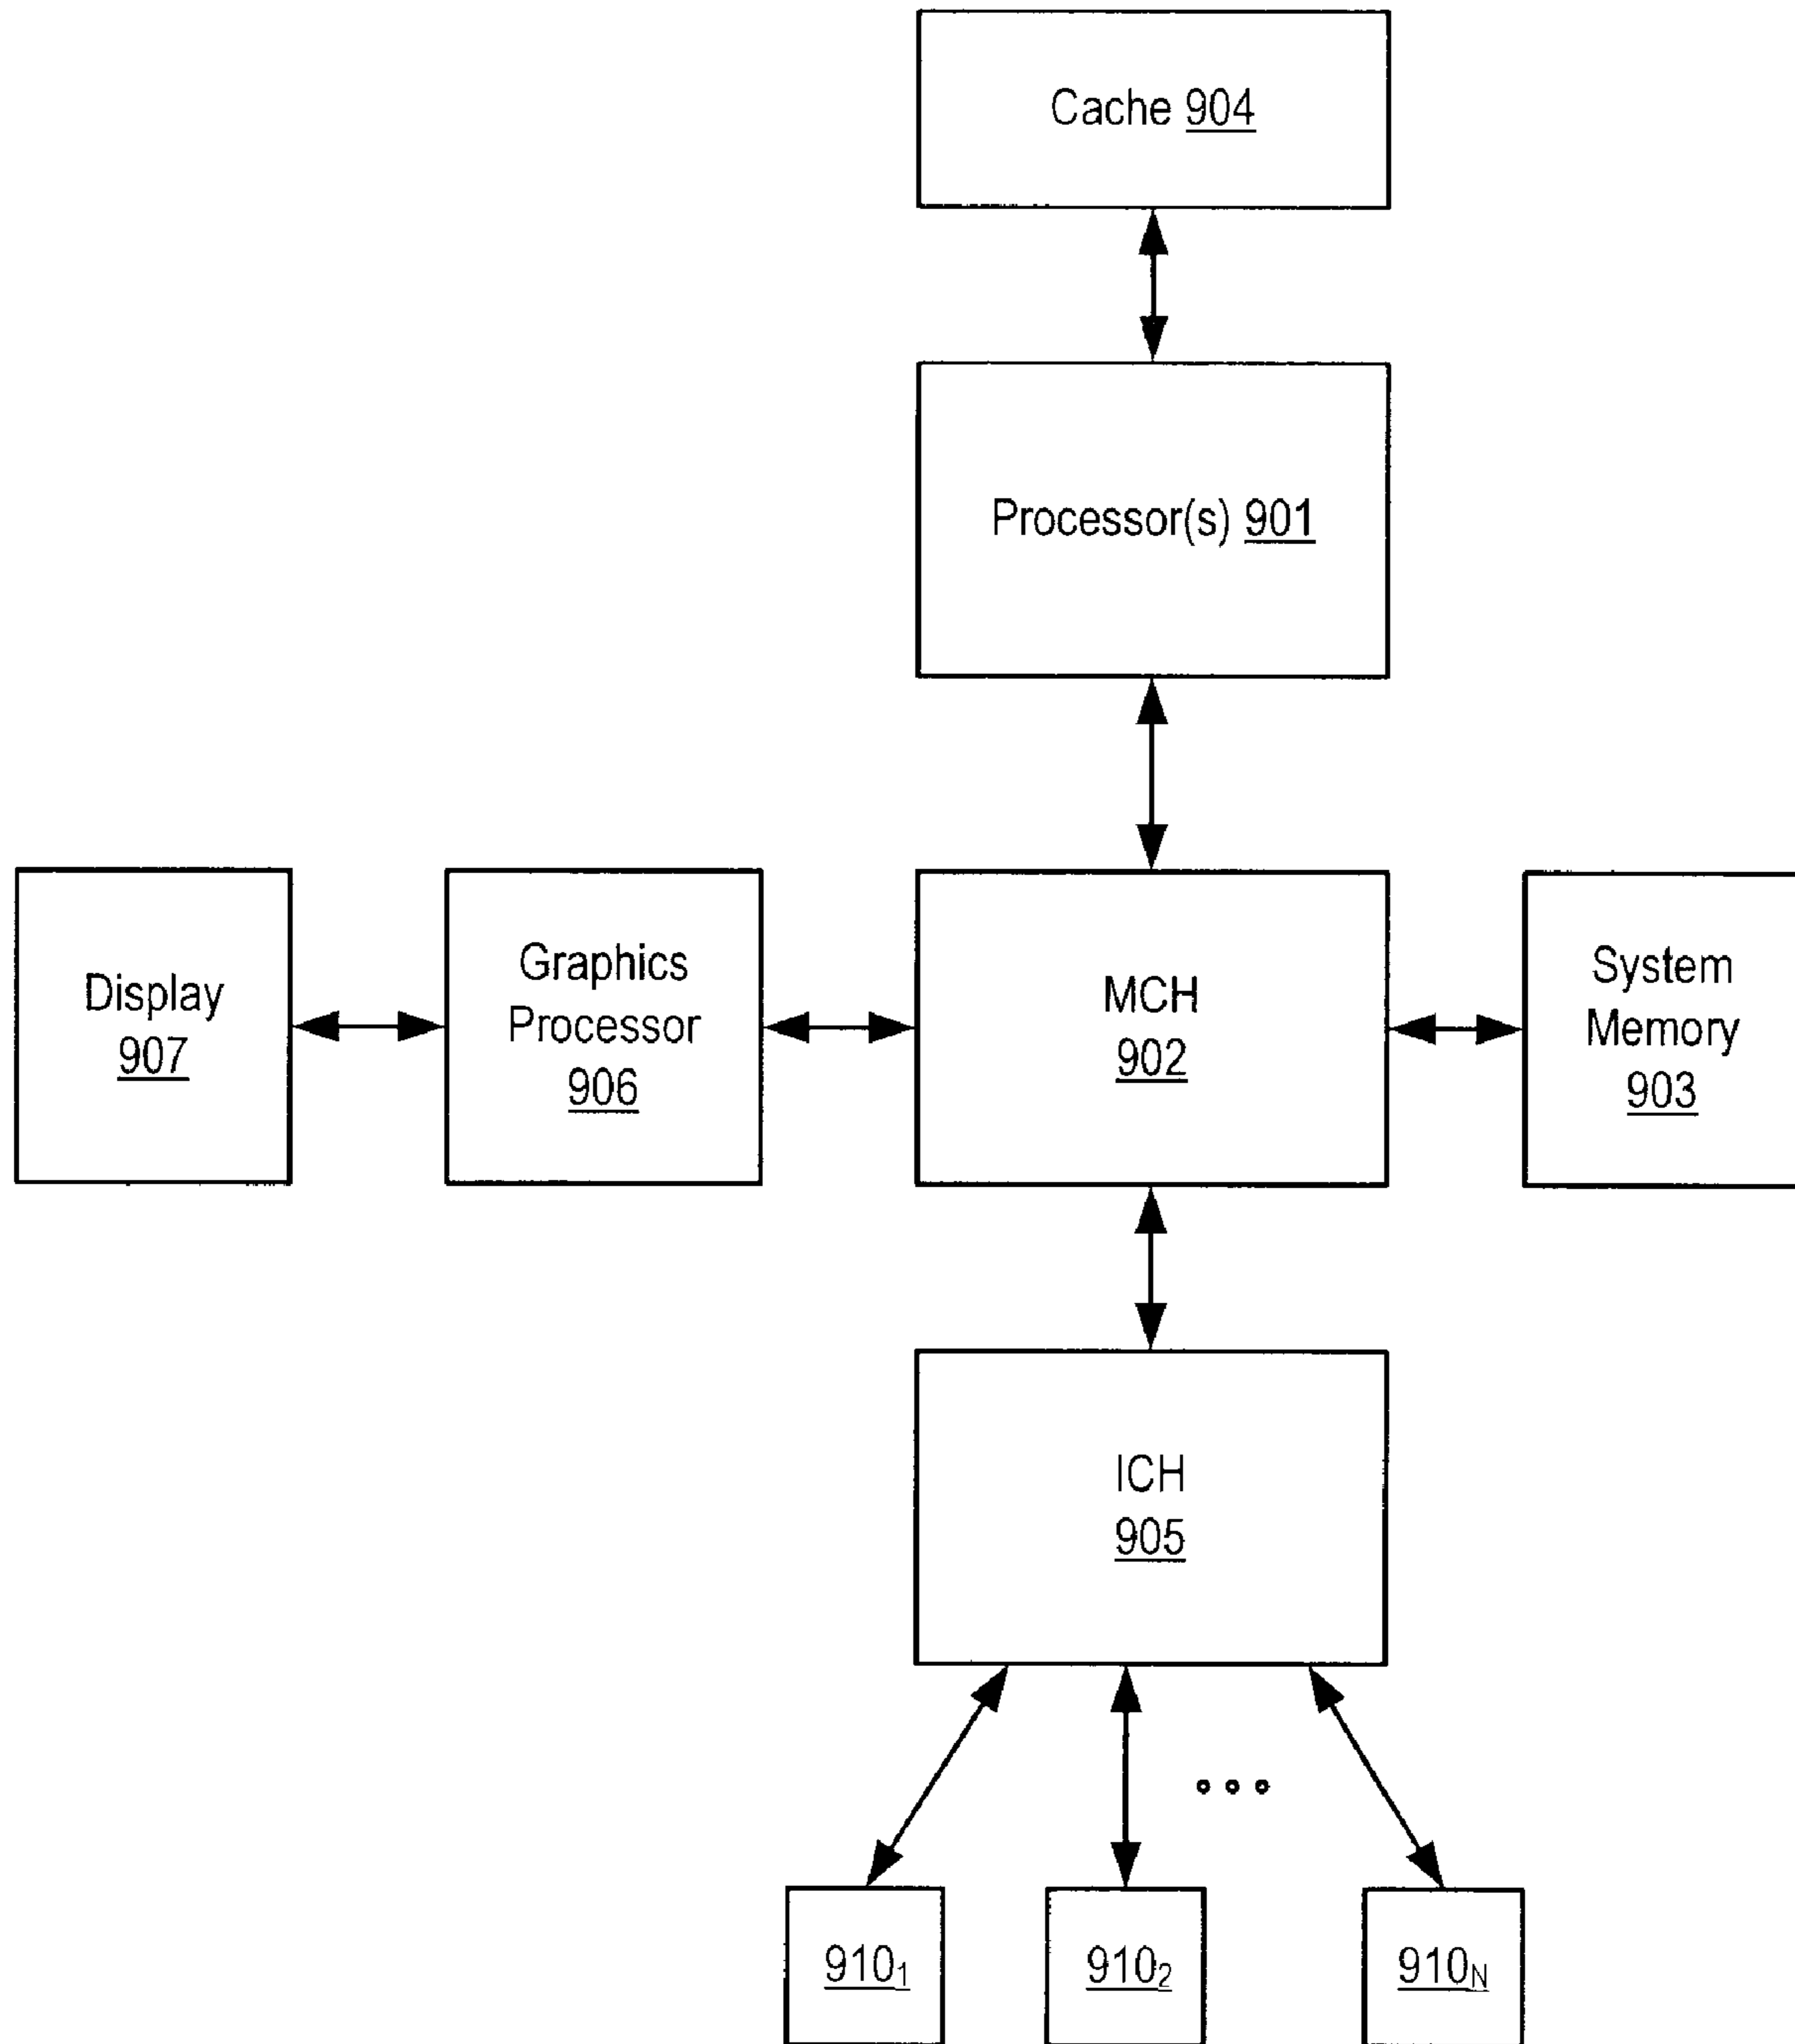 Cache 904
Processor(s) 901
Display
907
Graphics
Processor
906
MCH
902
System
Memory
903
ICH
905
910₁
910₂
910N